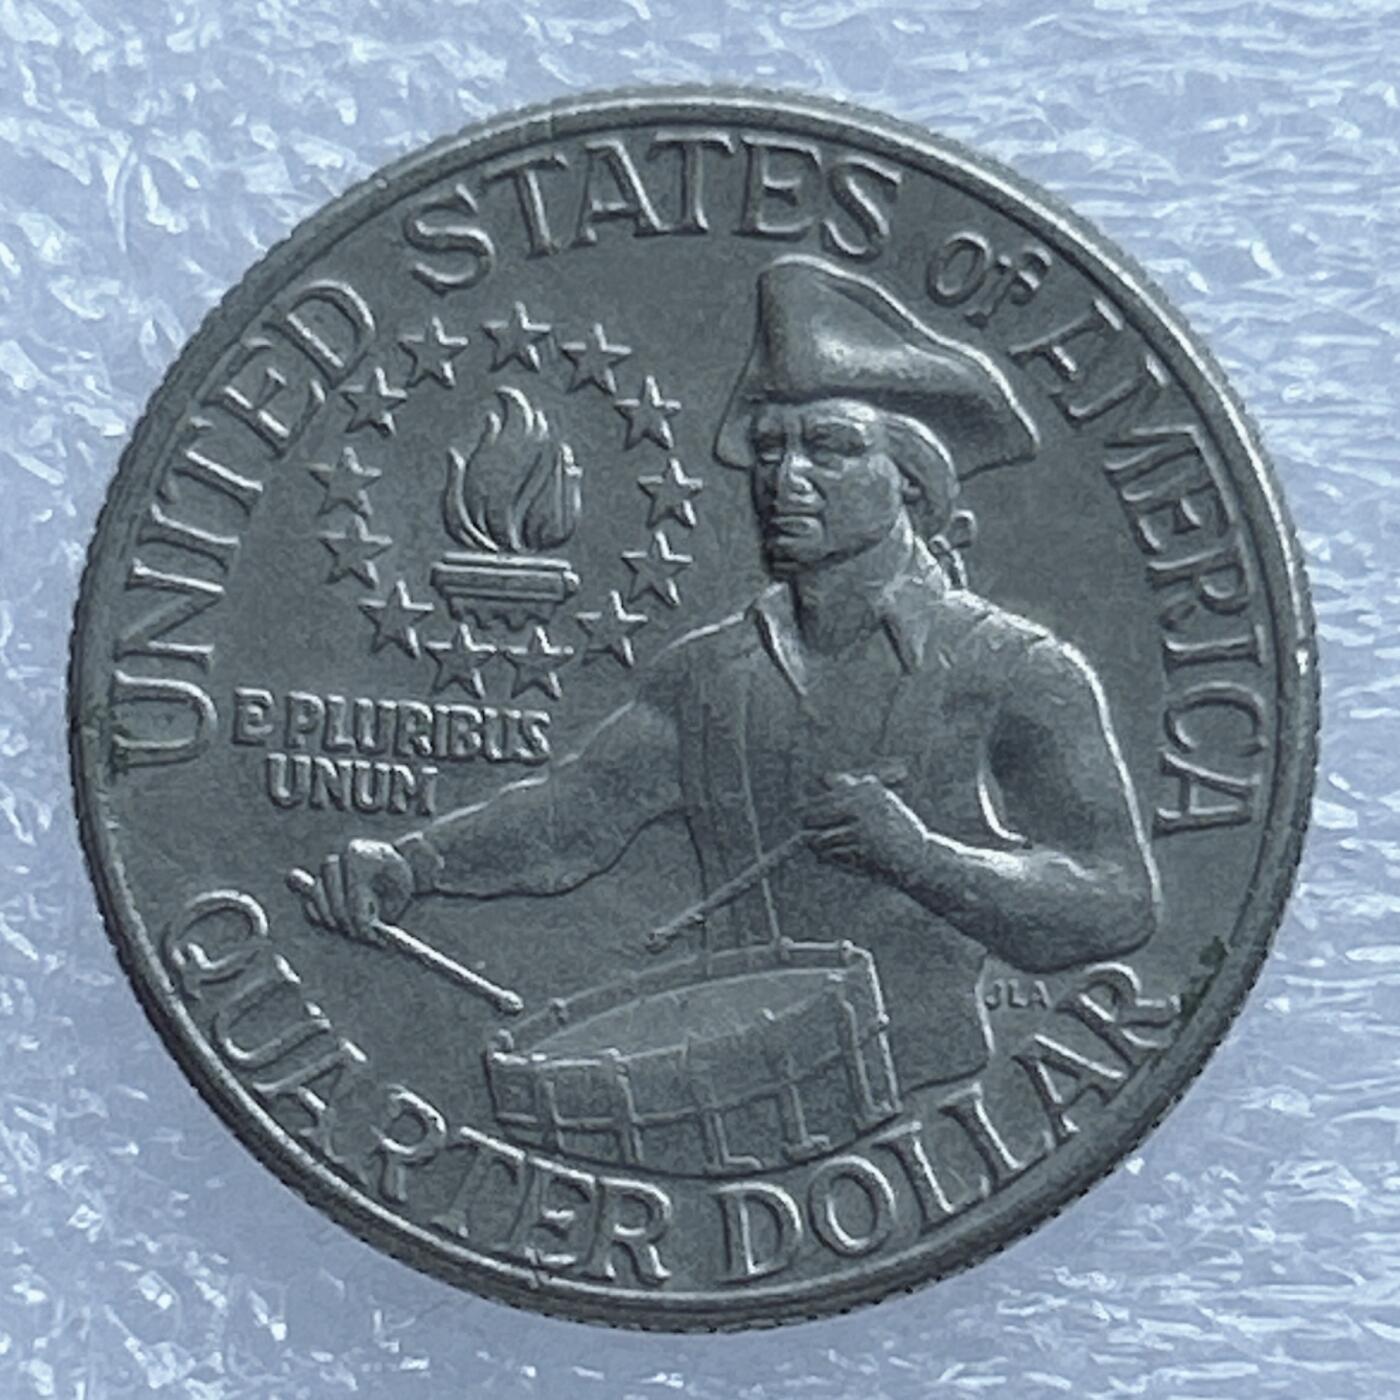 UNITED STATES of AMERICA
E PLURIBUS
UNUM
JLA
QUARTER DOLLAR